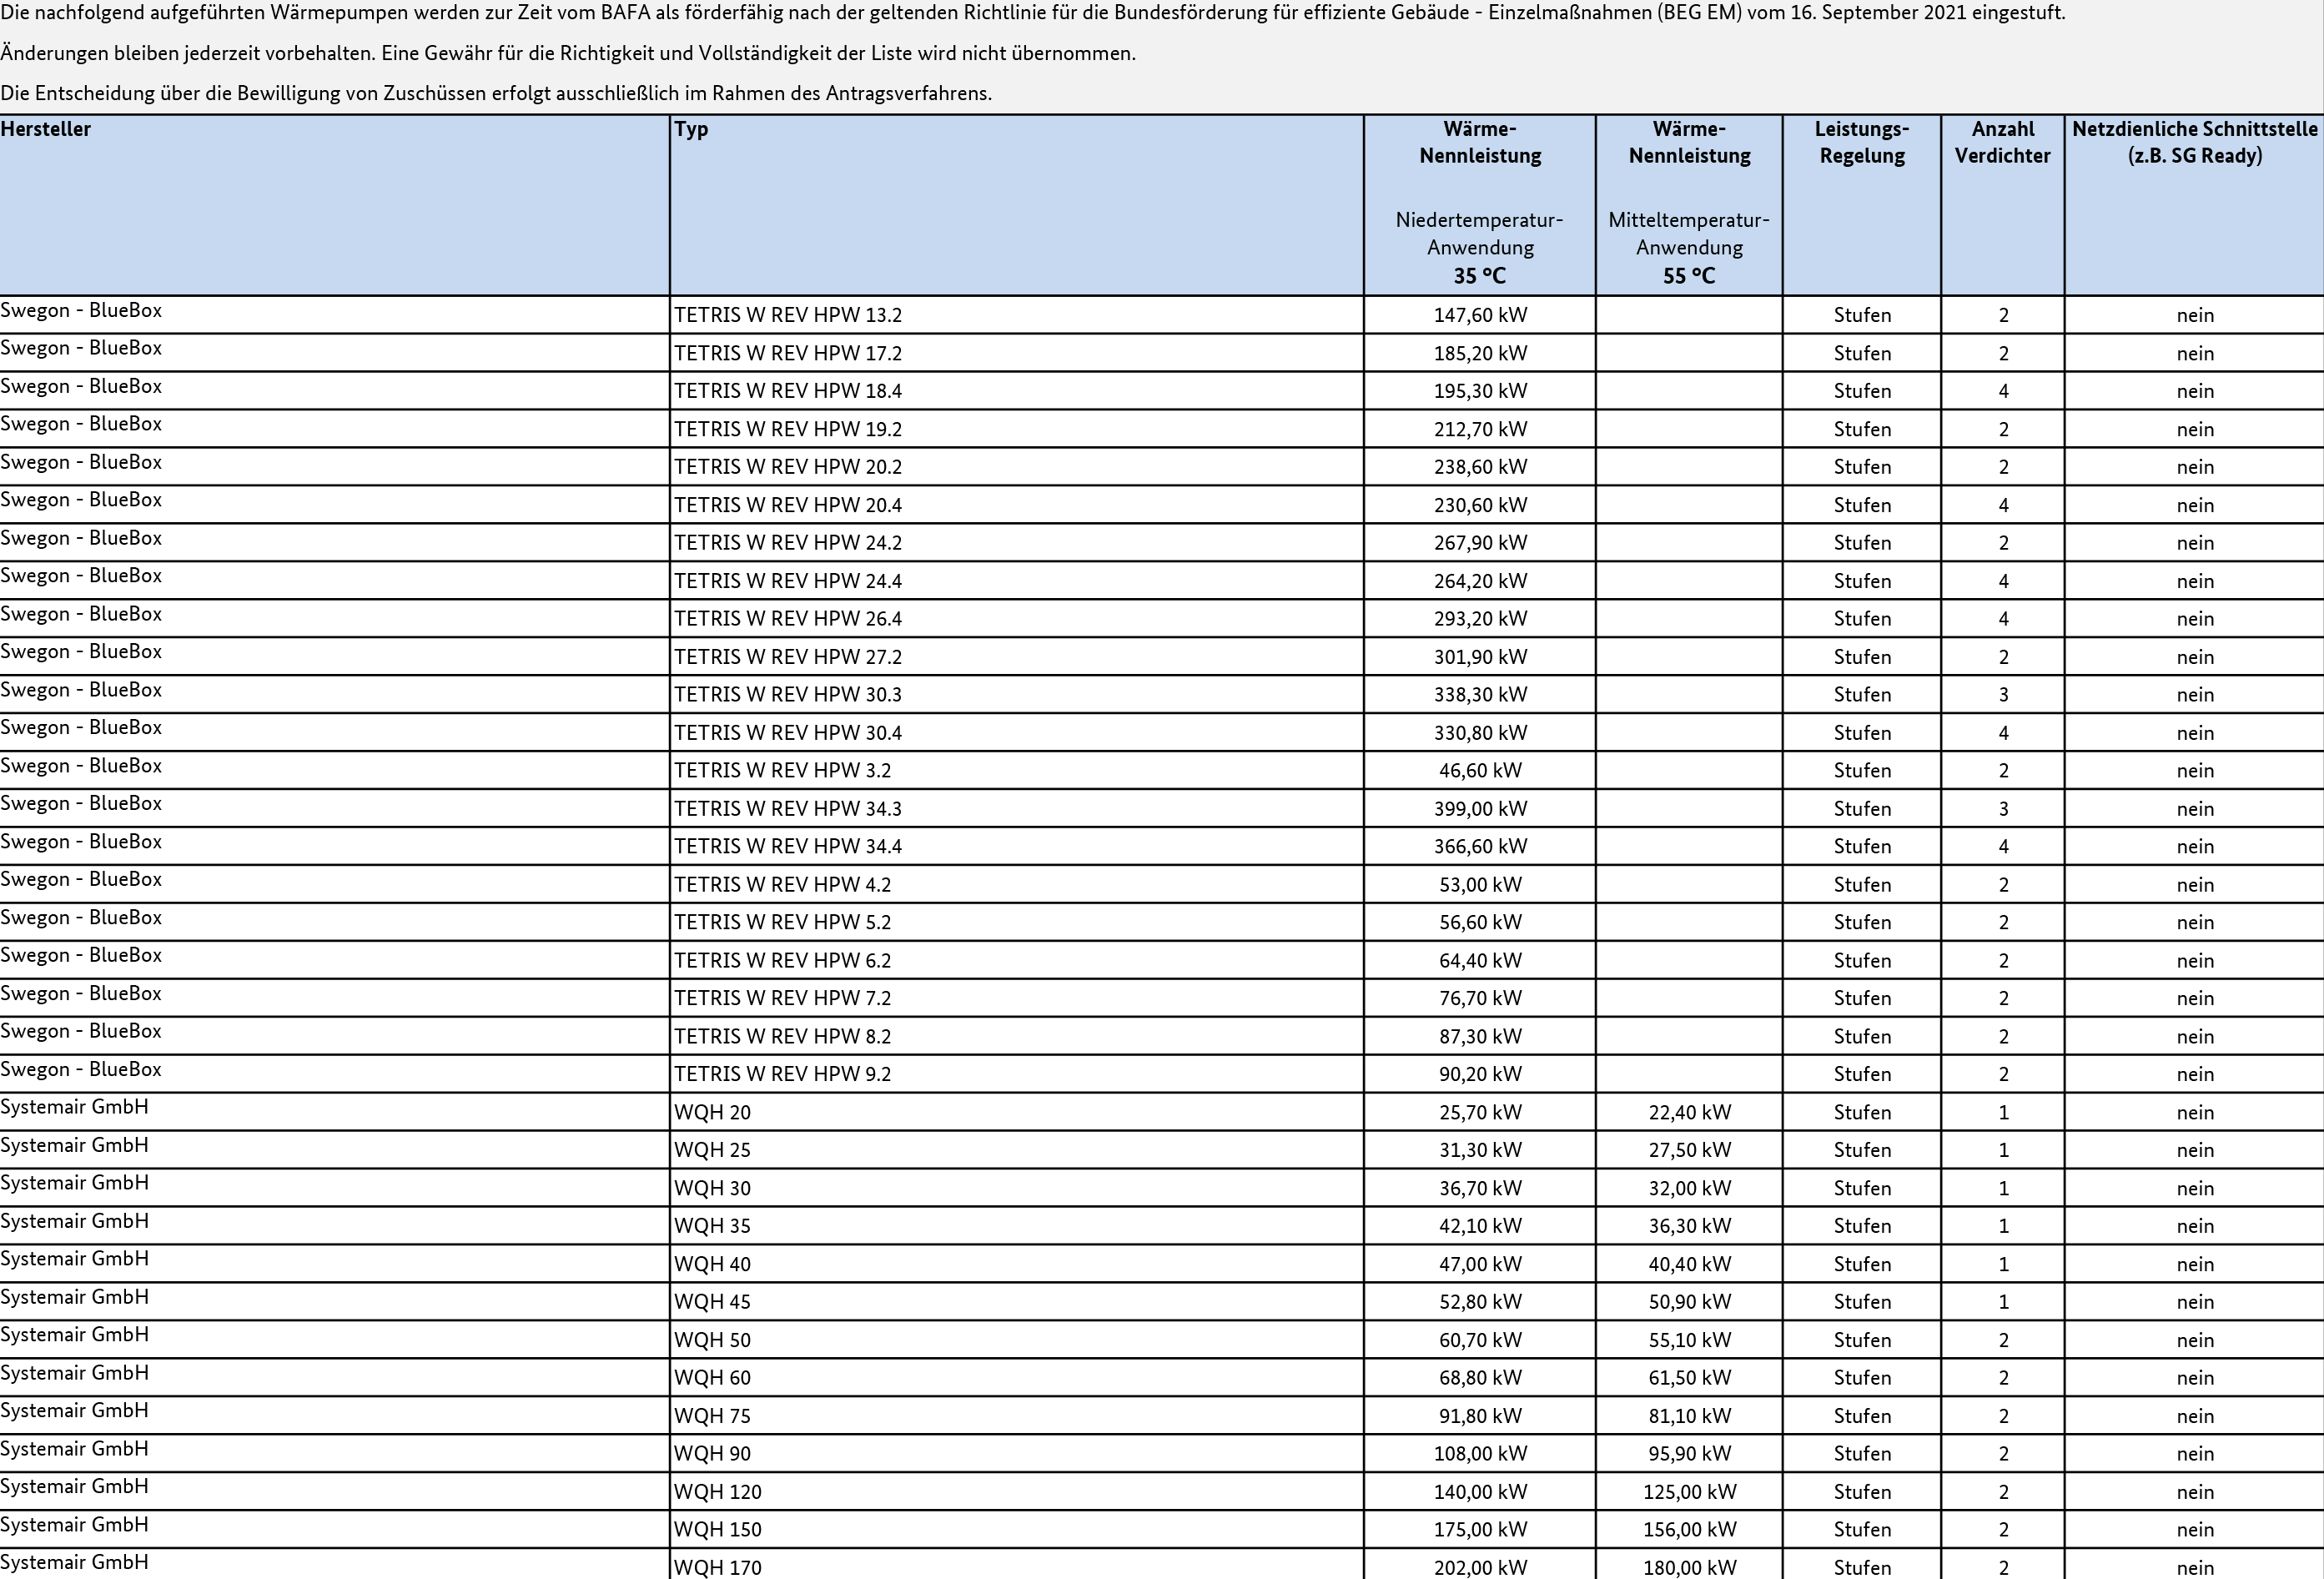 Die nachfolgend aufgeführten Wärmepumpen werden zur Zeit vom BAFA als förderfähig nach der geltenden Richtlinie für die Bundesförderung für effiziente Gebäude - Einzelmaßnahmen (BEG EM) vom 16. September 2021 eingestuft.
Änderungen bleiben jederzeit vorbehalten. Eine Gewähr für die Richtigkeit und Vollständigkeit der Liste wird nicht übernommen.
Die Entscheidung über die Bewilligung von Zuschüssen erfolgt ausschließlich im Rahmen des Antragsverfahrens.
Hersteller Typ Wärme- Wärme- Leistungs- Anzahl Netzdienliche Schnittstelle
Nennleistung Nennleistung Regelung Verdichter (z.B. SG Ready)
Niedertemperatur- Mitteltemperatur-
Anwendung Anwendung
35 °C 55 °C
Swegon - BlueBox TETRIS W REV HPW 13.2 147,60 kW Stufen 2 nein
Swegon - BlueBox TETRIS W REV HPW 17.2 185,20 kW Stufen 2 nein
Swegon - BlueBox TETRIS W REV HPW 18.4 195,30 kW Stufen 4 nein
Swegon - BlueBox TETRIS W REV HPW 19.2 212,70 kW Stufen 2 nein
Swegon - BlueBox TETRIS W REV HPW 20.2 238,60 kW Stufen 2 nein
Swegon - BlueBox TETRIS W REV HPW 20.4 230,60 kW Stufen 4 nein
Swegon - BlueBox TETRIS W REV HPW 24.2 267,90 kW Stufen 2 nein
Swegon - BlueBox TETRIS W REV HPW 24.4 264,20 kW Stufen 4 nein
Swegon - BlueBox TETRIS W REV HPW 26.4 293,20 kW Stufen 4 nein
Swegon - BlueBox TETRIS W REV HPW 27.2 301,90 kW Stufen 2 nein
Swegon - BlueBox TETRIS W REV HPW 30.3 338,30 kW Stufen 3 nein
Swegon - BlueBox TETRIS W REV HPW 30.4 330,80 kW Stufen 4 nein
Swegon - BlueBox TETRIS W REV HPW 3.2 46,60 kW Stufen 2 nein
Swegon - BlueBox TETRIS W REV HPW 34.3 399,00 kW Stufen 3 nein
Swegon - BlueBox TETRIS W REV HPW 34.4 366,60 kW Stufen 4 nein
Swegon - BlueBox TETRIS W REV HPW 4.2 53,00 kW Stufen 2 nein
Swegon - BlueBox TETRIS W REV HPW 5.2 56,60 kW Stufen 2 nein
Swegon - BlueBox TETRIS W REV HPW 6.2 64,40 kW Stufen 2 nein
Swegon - BlueBox TETRIS W REV HPW 7.2 76,70 kW Stufen 2 nein
Swegon - BlueBox TETRIS W REV HPW 8.2 87,30 kW Stufen 2 nein
Swegon - BlueBox TETRIS W REV HPW 9.2 90,20 kW Stufen 2 nein
Systemair GmbH WQH 20 25,70 kW 22,40 kW Stufen 1 nein
Systemair GmbH WQH 25 31,30 kW 27,50 kW Stufen 1 nein
Systemair GmbH WQH 30 36,70 kW 32,00 kW Stufen 1 nein
Systemair GmbH WQH 35 42,10 kW 36,30 kW Stufen 1 nein
Systemair GmbH WQH 40 47,00 kW 40,40 kW Stufen 1 nein
Systemair GmbH WQH 45 52,80 kW 50,90 kW Stufen 1 nein
Systemair GmbH WQH 50 60,70 kW 55,10 kW Stufen 2 nein
Systemair GmbH WQH 60 68,80 kW 61,50 kW Stufen 2 nein
Systemair GmbH WQH 75 91,80 kW 81,10 kW Stufen 2 nein
Systemair GmbH WQH 90 108,00 kW 95,90 kW Stufen 2 nein
Systemair GmbH WQH 120 140,00 kW 125,00 kW Stufen 2 nein
Systemair GmbH WQH 150 175,00 kW 156,00 kW Stufen 2 nein
Systemair GmbH WQH 170 202,00 kW 180,00 kW Stufen 2 nein